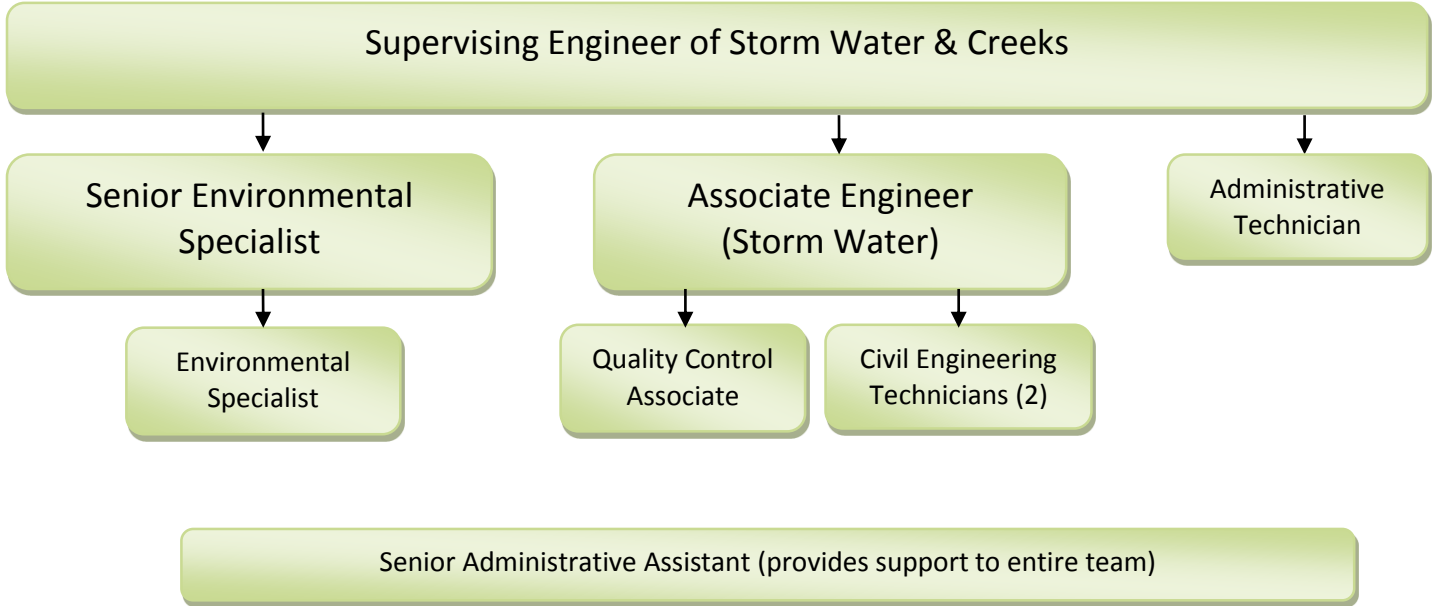 Supervising Engineer of Storm Water & Creeks
Senior Environmental
Specialist
Associate Engineer
(Storm Water)
Administrative
Technician
Environmental
Specialist
Quality Control
Associate
Civil Engineering
Technicians (2)
Senior Administrative Assistant (provides support to entire team)